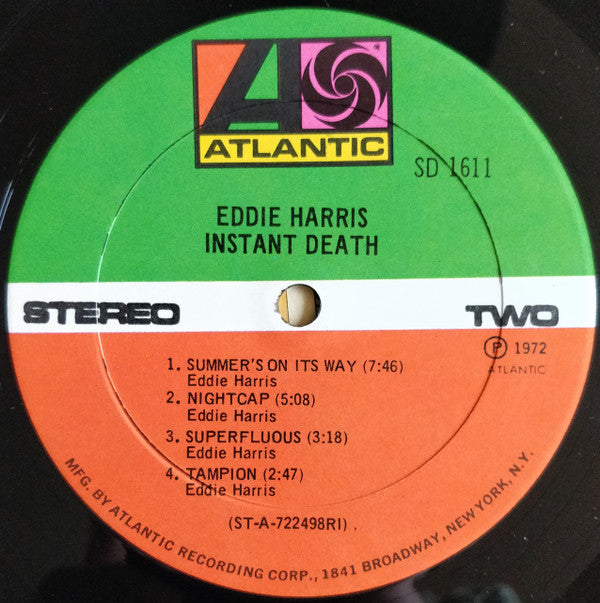 ATLANTIC
SD 1611
EDDIE HARRIS
INSTANT DEATH
STEREO TWO
Ⓟ 1972
ATLANTIC
1. SUMMER'S ON ITS WAY (7:46)
Eddie Harris
2. NIGHTCAP (5:08)
Eddie Harris
3. SUPERFLUOUS (3:18)
Eddie Harris
4. TAMPION (2:47)
Eddie Harris
(ST-A-722498RI) .
MFG. BY ATLANTIC RECORDING CORP., 1841 BROADWAY, NEW YORK, N.Y.